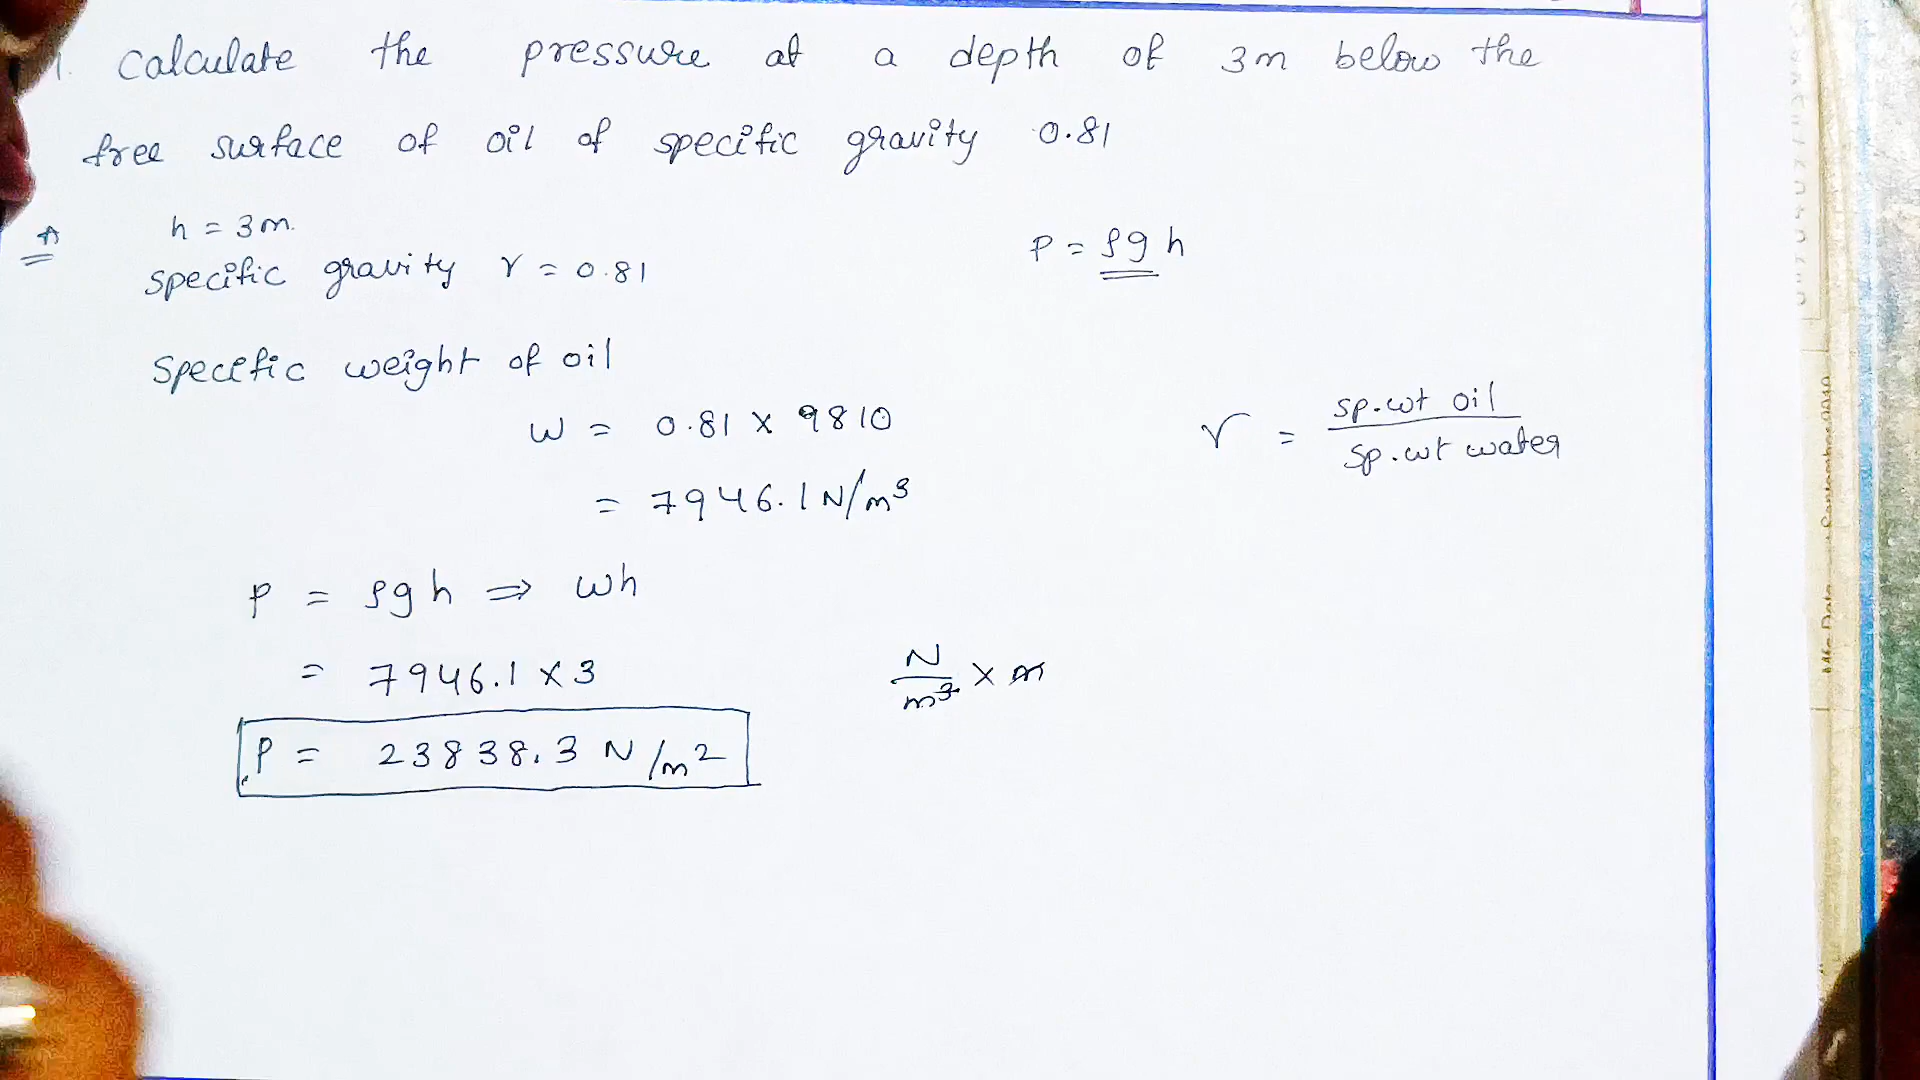 1. Calculate the pressure at a depth of 3m below the
free surface of oil of specific gravity 0.81
h = 3m.
specific gravity γ = 0.81
P = ρgh
Specific weight of oil
w = 0.81 × 9810
= 7946.1 N/m³
γ = sp.wt oil / sp.wt water
P = ρgh ⇒ wh
= 7946.1 × 3
N/m³ × m
P = 23838.3 N/m²